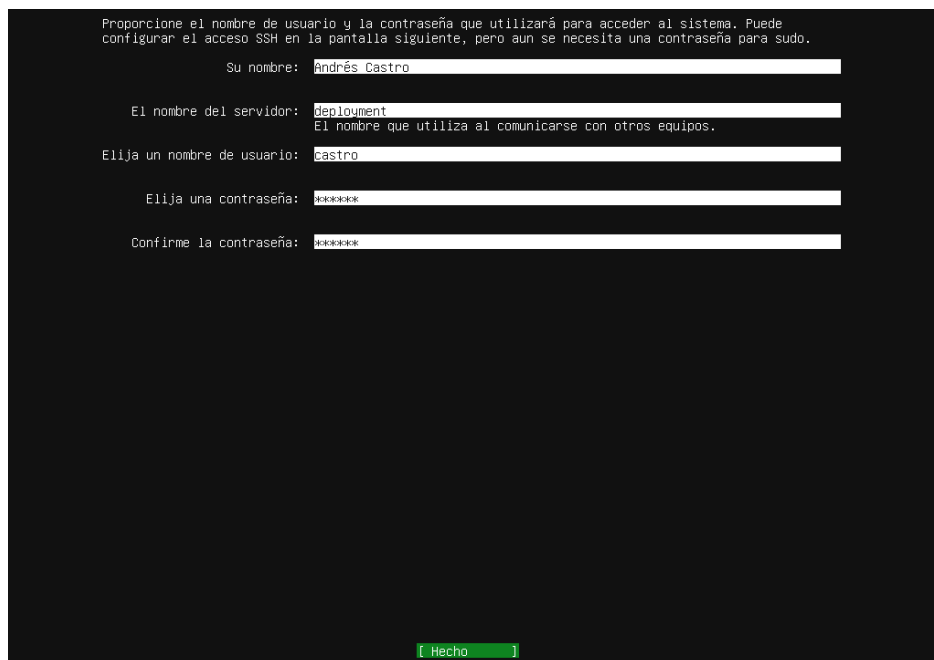 Proporcione el nombre de usuario y la contraseña que utilizará para acceder al sistema. Puede
configurar el acceso SSH en la pantalla siguiente, pero aun se necesita una contraseña para sudo.
Su nombre: Andrés Castro
El nombre del servidor: deployment
El nombre que utiliza al comunicarse con otros equipos.
Elija un nombre de usuario: castro
Elija una contraseña: ******
Confirme la contraseña: ******
[ Hecho ]